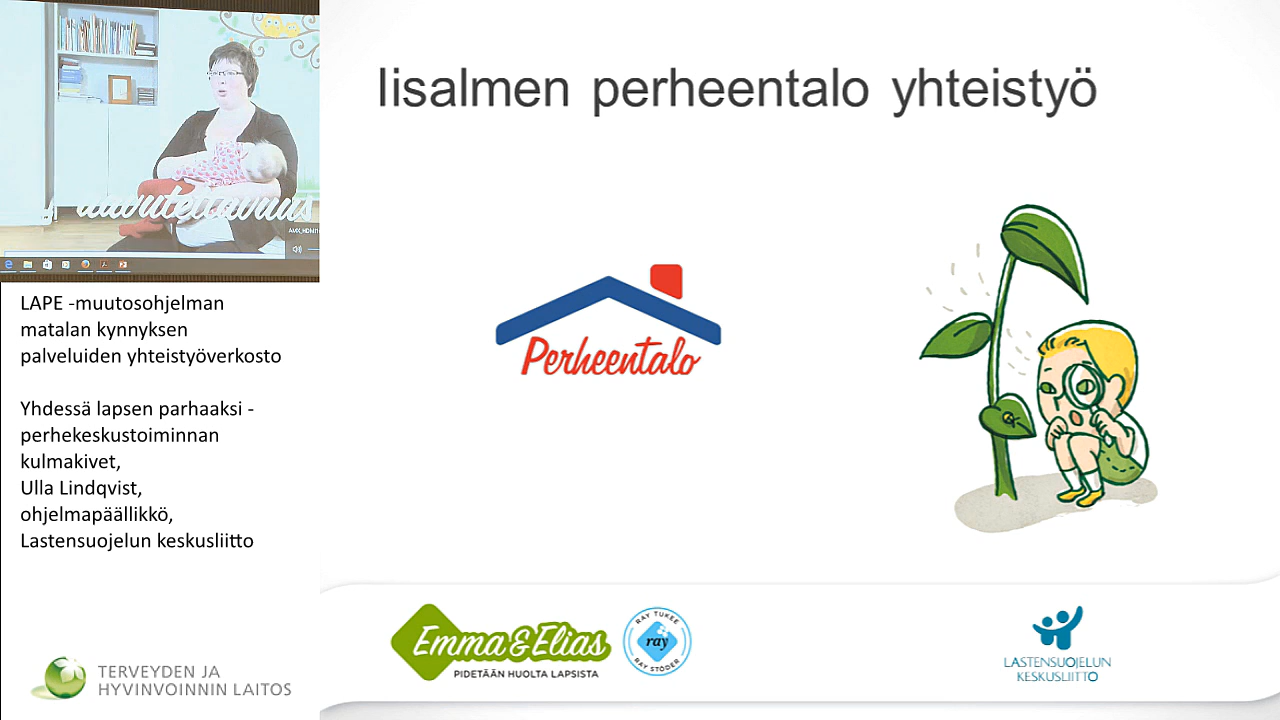 Iisalmen perheentalo yhteistyö
Perheentalo
LAPE -muutosohjelman
matalan kynnyksen
palveluiden yhteistyöverkosto
Yhdessä lapsen parhaaksi -
perhekeskustoiminnan
kulmakivet,
Ulla Lindqvist,
ohjelmapäällikkö,
Lastensuojelun keskusliitto
TERVEYDEN JA
HYVINVOINNIN LAITOS
Emma & Elias
PIDETÄÄN HUOLTA LAPSISTA
RAY TUKEE
ray
RAY STÖDER
LASTENSUOJELUN
KESKUSLIITTO